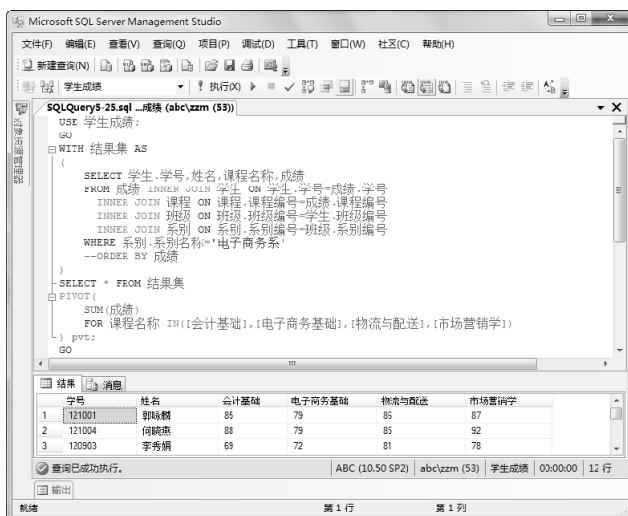 Microsoft SQL Server Management Studio
文件(F) 编辑(E) 查看(V) 查询(Q) 项目(P) 调试(D) 工具(T) 窗口(W) 社区(C) 帮助(H)
新建查询(N)
学生成绩 执行(X)
SQLQuery5-25.sql ...成绩 (abc\zzm (53))
对象资源管理器
USE 学生成绩;
GO
WITH 结果集 AS
(
SELECT 学生.学号,姓名,课程名称,成绩
FROM 成绩 INNER JOIN 学生 ON 学生.学号=成绩.学号
INNER JOIN 课程 ON 课程.课程编号=成绩.课程编号
INNER JOIN 班级 ON 班级.班级编号=学生.班级编号
INNER JOIN 系别 ON 系别.系别编号=班级.系别编号
WHERE 系别.系别名称='电子商务系'
--ORDER BY 成绩
)
SELECT * FROM 结果集
PIVOT(
SUM(成绩)
FOR 课程名称 IN([会计基础],[电子商务基础],[物流与配送],[市场营销学])
) pvt;
GO
结果 消息
学号 姓名 会计基础 电子商务基础 物流与配送 市场营销学
1 121001 郭咏麟 85 79 85 87
2 121004 何晓燕 88 79 85 92
3 120903 李秀娟 69 72 81 78
查询已成功执行。 ABC (10.50 SP2) abc\zzm (53) 学生成绩 00:00:00 12 行
输出
就绪 第 1 行 第 1 列